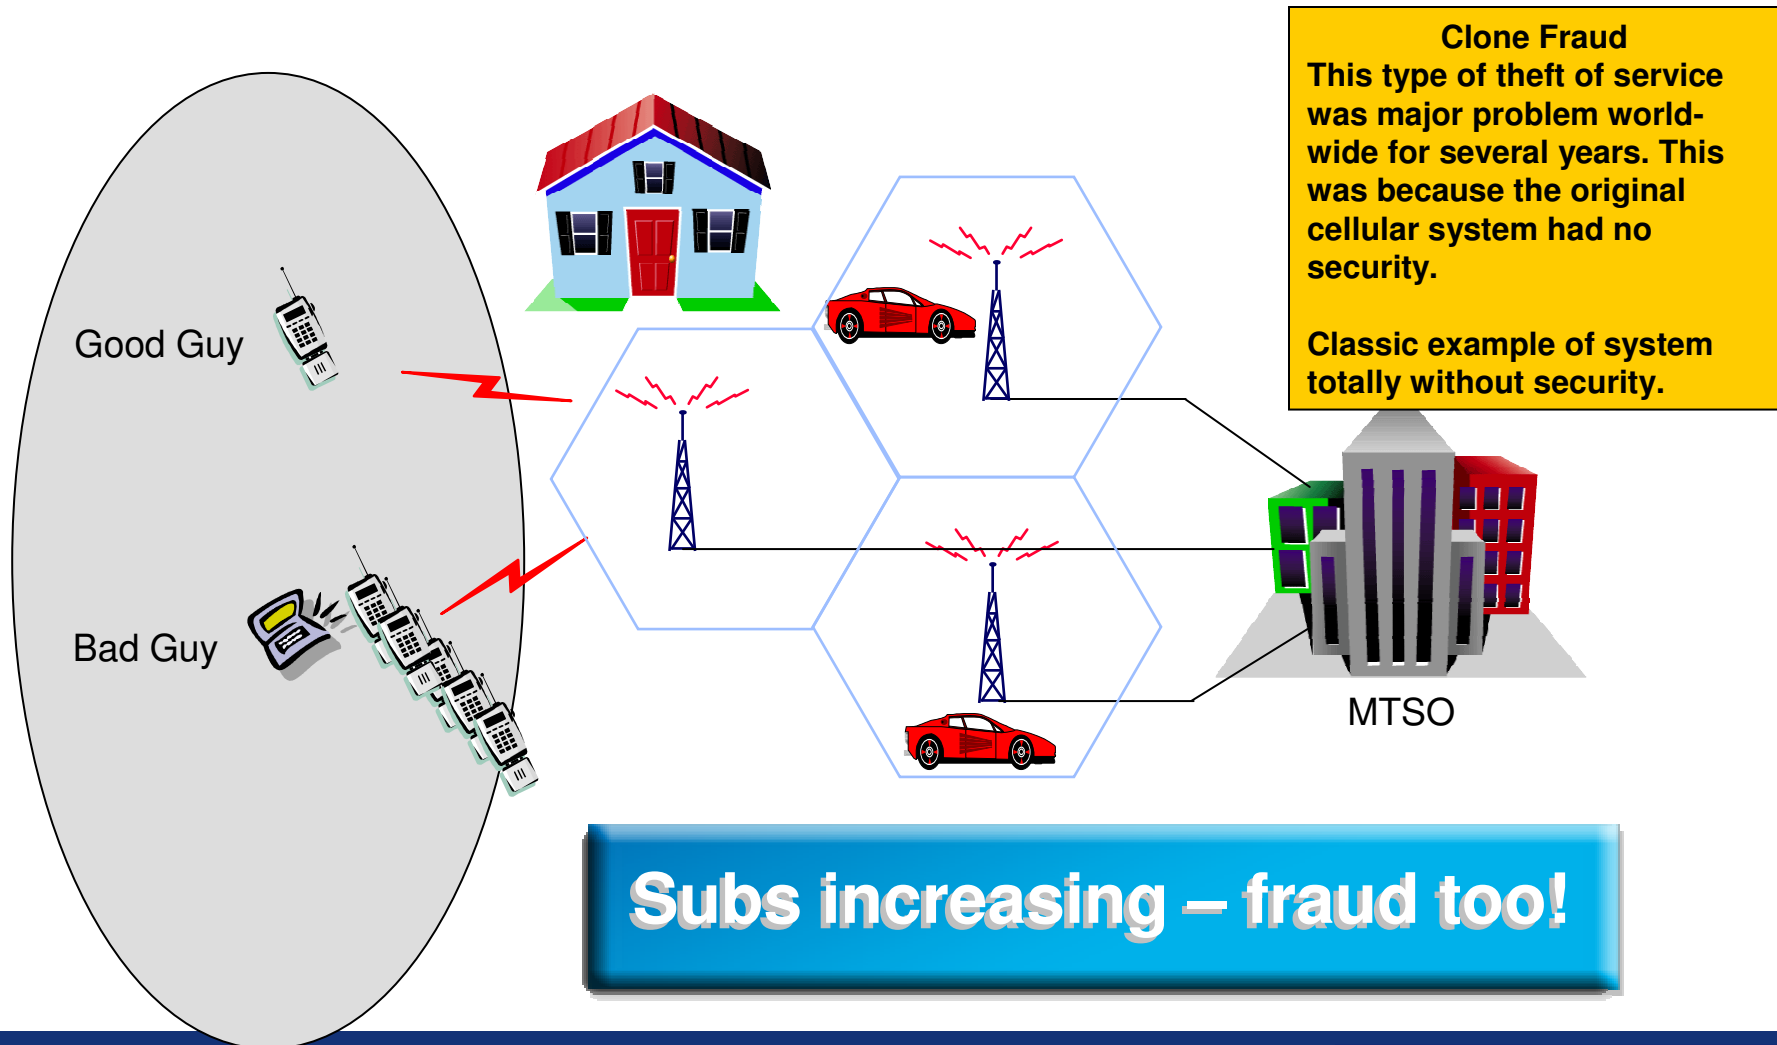 Clone Fraud
This type of theft of service
was major problem world-
wide for several years. This
was because the original
cellular system had no
security.
Classic example of system
totally without security.
Good Guy
Bad Guy
MTSO
Subs increasing – fraud too!